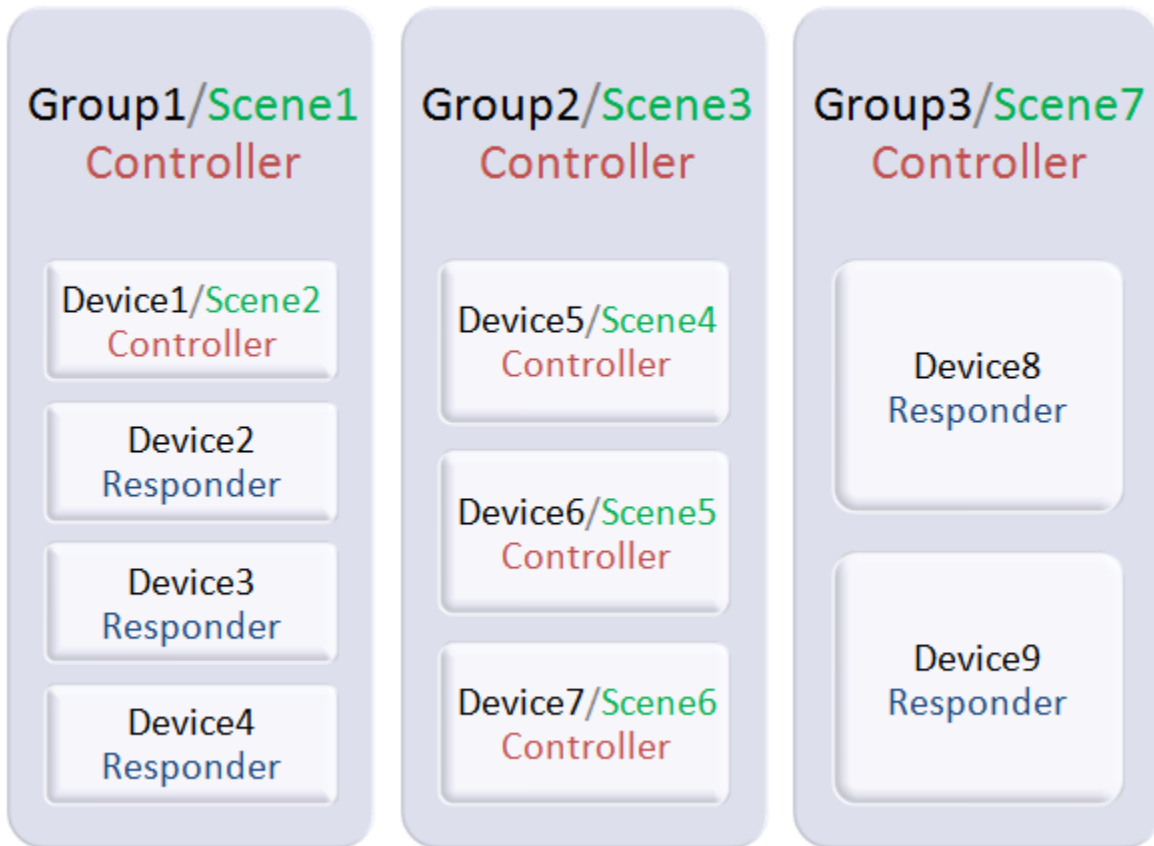 Group1/Scene1
Controller
Device1/Scene2
Controller
Device2
Responder
Device3
Responder
Device4
Responder
Group2/Scene3
Controller
Device5/Scene4
Controller
Device6/Scene5
Controller
Device7/Scene6
Controller
Group3/Scene7
Controller
Device8
Responder
Device9
Responder